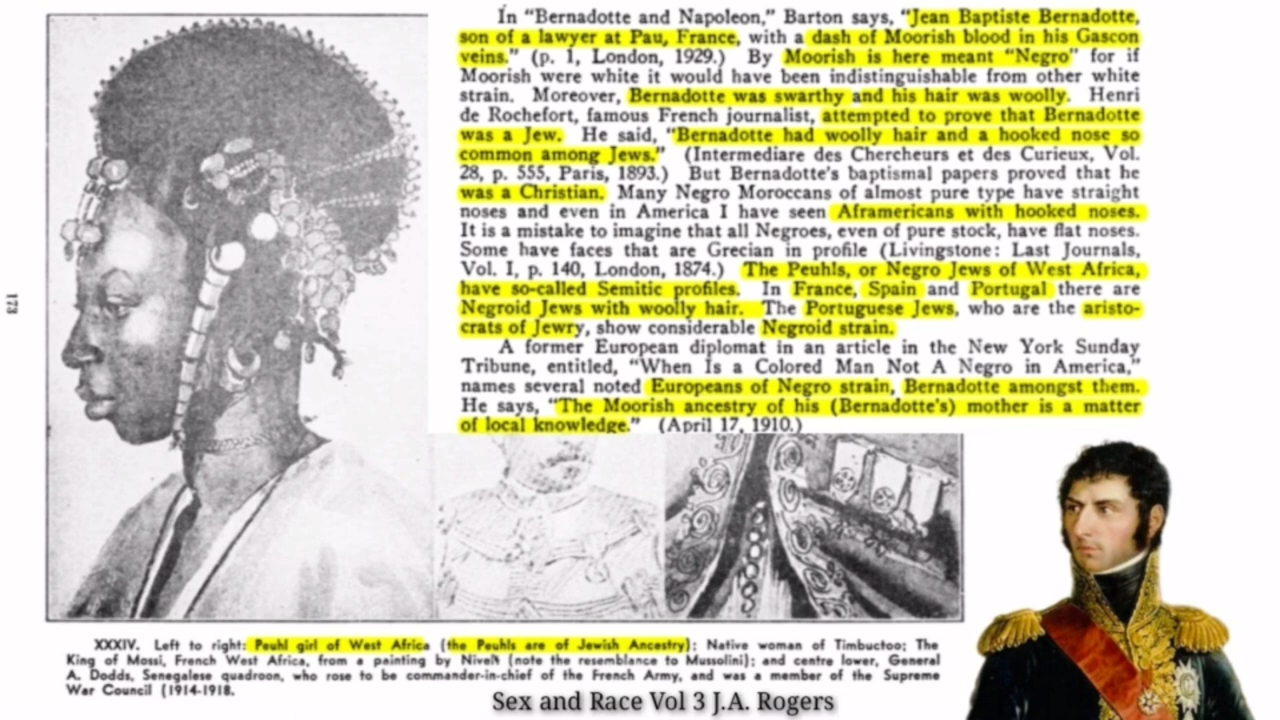 In “Bernadotte and Napoleon,” Barton says, “Jean Baptiste Bernadotte,
son of a lawyer at Pau, France, with a dash of Moorish blood in his Gascon
veins.” (p. 1, London, 1929.) By Moorish is here meant “Negro” for if
Moorish were white it would have been indistinguishable from other white
strain. Moreover, Bernadotte was swarthy and his hair was woolly. Henri
de Rochefort, famous French journalist, attempted to prove that Bernadotte
was a Jew. He said, “Bernadotte had woolly hair and a hooked nose so
common among Jews.” (Intermediare des Chercheurs et des Curieux, Vol.
28, p. 555, Paris, 1893.) But Bernadotte’s baptismal papers proved that he
was a Christian. Many Negro Moroccans of almost pure type have straight
noses and even in America I have seen Aframericans with hooked noses.
It is a mistake to imagine that all Negroes, even of pure stock, have flat noses.
Some have faces that are Grecian in profile (Livingstone: Last Journals,
Vol. I, p. 140, London, 1874.) The Peuhls, or Negro Jews of West Africa,
have so-called Semitic profiles. In France, Spain and Portugal there are
Negroid Jews with woolly hair. The Portuguese Jews, who are the aristo-
crats of Jewry, show considerable Negroid strain.
A former European diplomat in an article in the New York Sunday
Tribune, entitled, “When Is a Colored Man Not A Negro in America,”
names several noted Europeans of Negro strain, Bernadotte amongst them.
He says, “The Moorish ancestry of his (Bernadotte’s) mother is a matter
of local knowledge.” (April 17, 1910.)
173
XXXIV. Left to right: Peuhl girl of West Africa (the Peuhls are of Jewish Ancestry); Native woman of Timbuctoo; The
King of Mossi, French West Africa, from a painting by Nivelt (note the resemblance to Mussolini); and centre lower, General
A. Dodds, Senegalese quadroon, who rose to be commander-in-chief of the French Army, and was a member of the Supreme
War Council (1914-1918.
Sex and Race Vol 3 J.A. Rogers